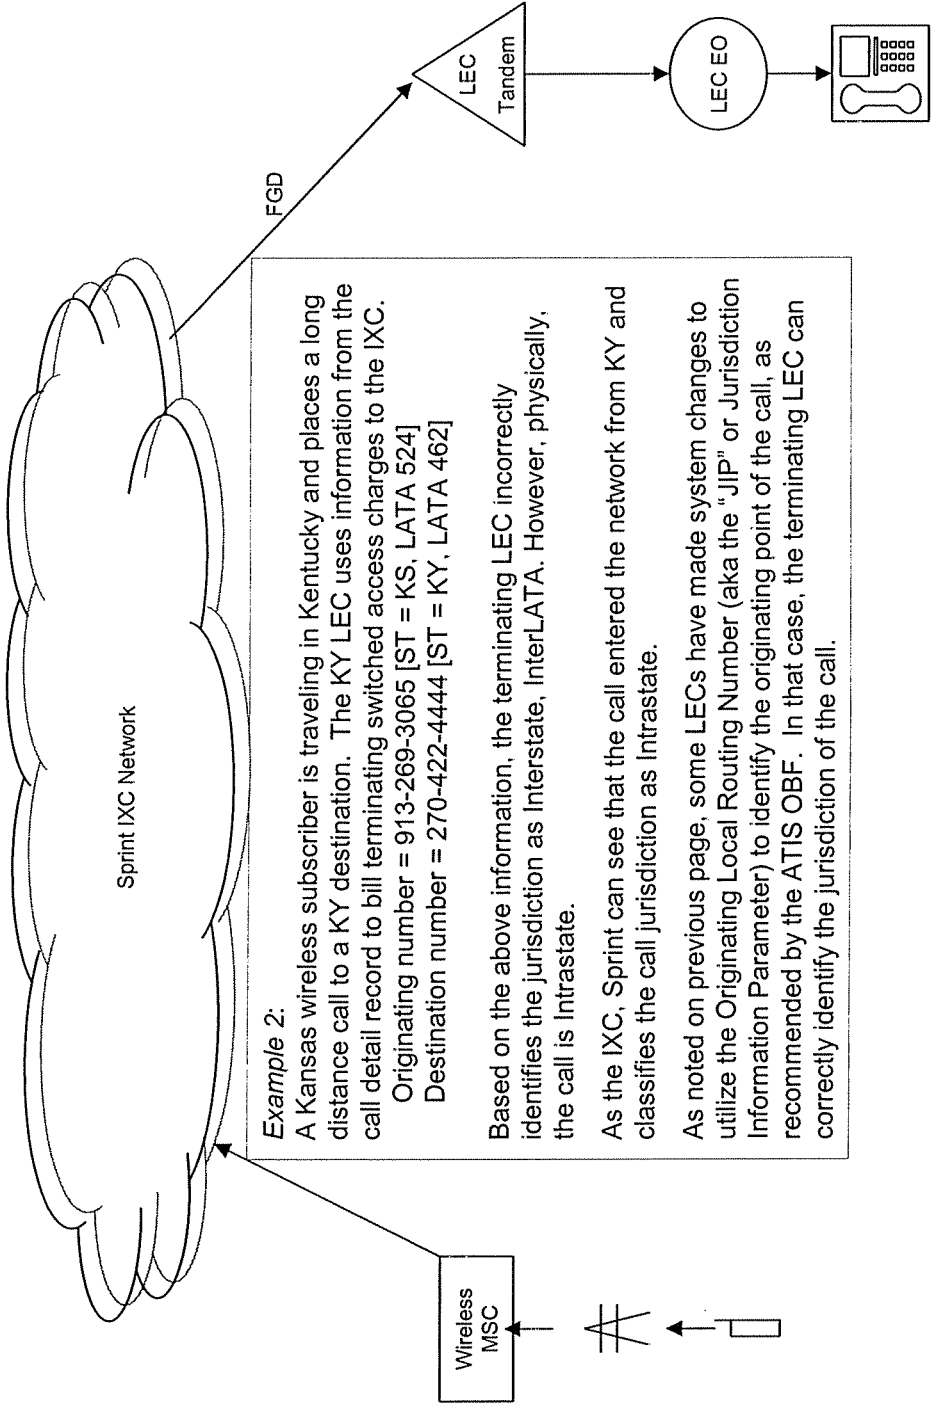 Sprint IXC Network
FGD
LEC
Tandem
LEC EO
Wireless
MSC
Example 2:
A Kansas wireless subscriber is traveling in Kentucky and places a long
distance call to a KY destination. The KY LEC uses information from the
call detail record to bill terminating switched access charges to the IXC.
Originating number = 913-269-3065 [ST = KS, LATA 524]
Destination number = 270-422-4444 [ST = KY, LATA 462]
Based on the above information, the terminating LEC incorrectly
identifies the jurisdiction as Interstate, InterLATA. However, physically,
the call is Intrastate.
As the IXC, Sprint can see that the call entered the network from KY and
classifies the call jurisdiction as Intrastate.
As noted on previous page, some LECs have made system changes to
utilize the Originating Local Routing Number (aka the "JIP" or Jurisdiction
Information Parameter) to identify the originating point of the call, as
recommended by the ATIS OBF. In that case, the terminating LEC can
correctly identify the jurisdiction of the call.